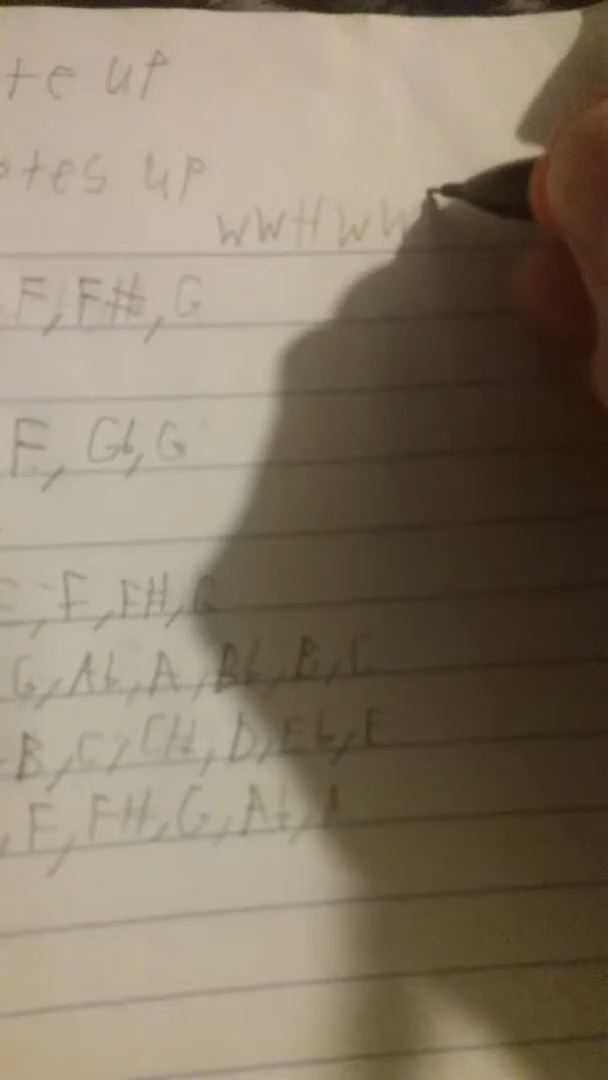 te up
otes up
WWHWW
F, F#, G
F, Gb, G
E, F, F#, G
G, Ab, A, Bb, B, C
B, C, C#, D, Eb, E
, F, F#, G, Ab, A